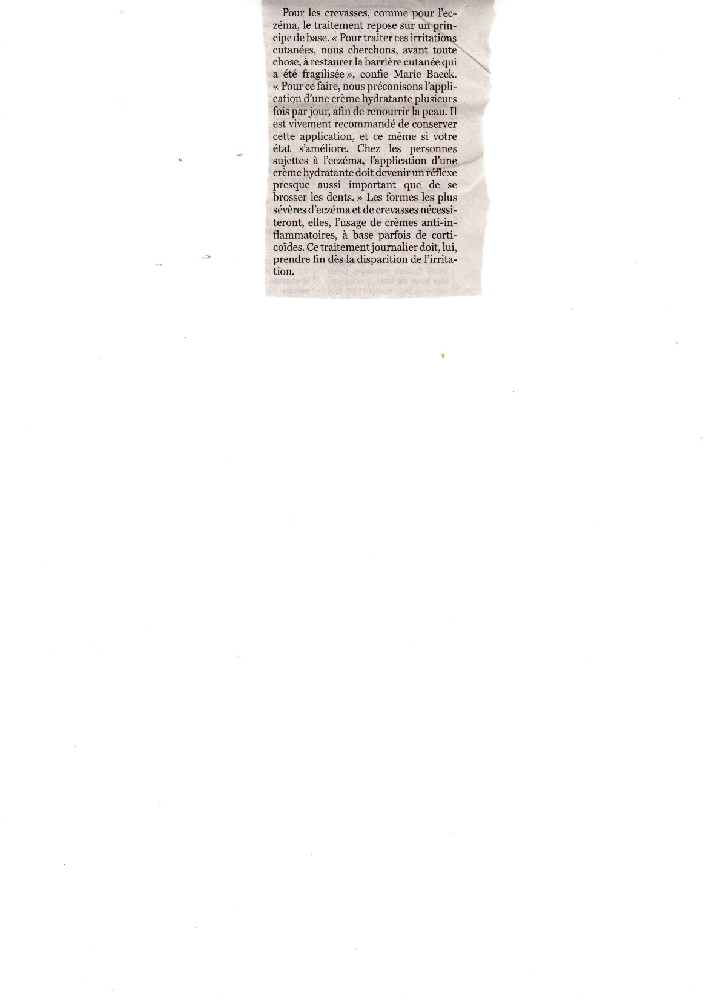 Pour les crevasses, comme pour l'ec-
zéma, le traitement repose sur un prin-
cipe de base. « Pour traiter ces irritations
cutanées, nous cherchons, avant toute
chose, à restaurer la barrière cutanée qui
a été fragilisée », confie Marie Baeck.
« Pour ce faire, nous préconisons l'appli-
cation d'une crème hydratante plusieurs
fois par jour, afin de renourrir la peau. Il
est vivement recommandé de conserver
cette application, et ce même si votre
état s'améliore. Chez les personnes
sujettes à l'eczéma, l'application d'une
crème hydratante doit devenir un réflexe
presque aussi important que de se
brosser les dents. » Les formes les plus
sévères d'eczéma et de crevasses nécessi-
teront, elles, l'usage de crèmes anti-in-
flammatoires, à base parfois de corti-
coïdes. Ce traitement journalier doit, lui,
prendre fin dès la disparition de l'irrita-
tion.